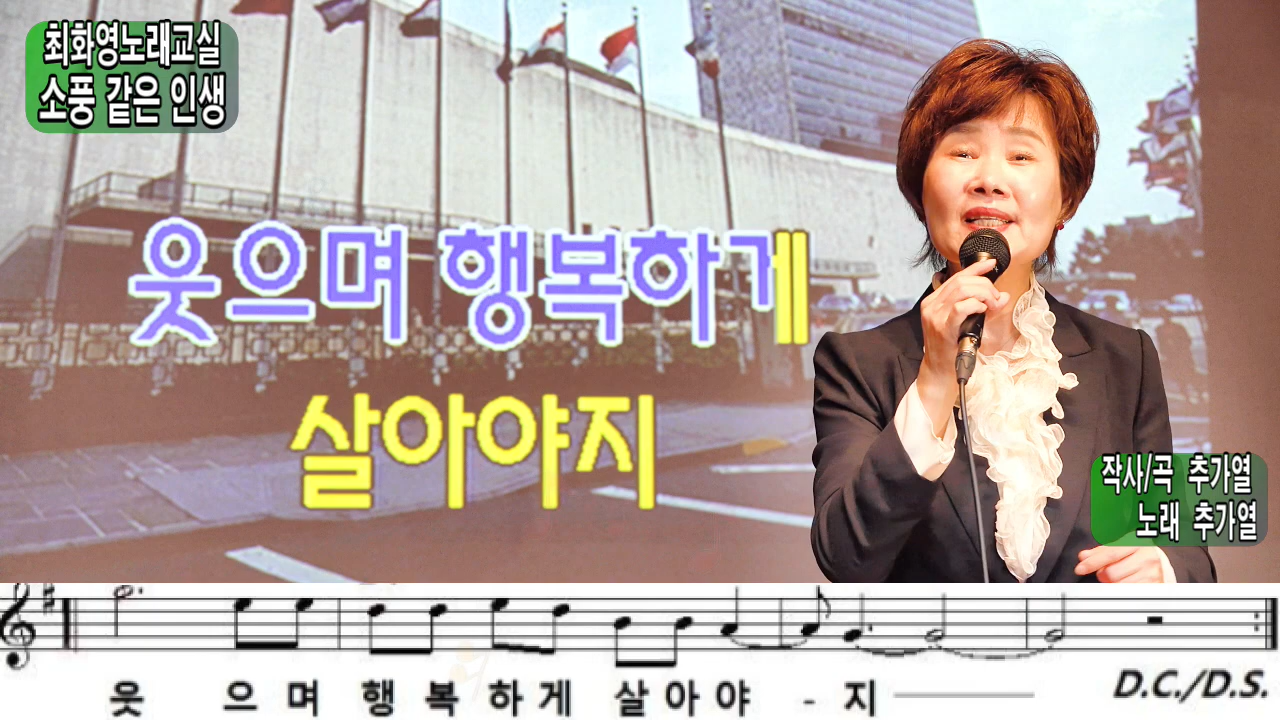 최화영노래교실
소풍 같은 인생
웃으며 행복하게
살아야지
작사/곡 추가열
노래 추가열
웃 으 며 행 복 하 게 살 아 야 - 지
D.C./D.S.